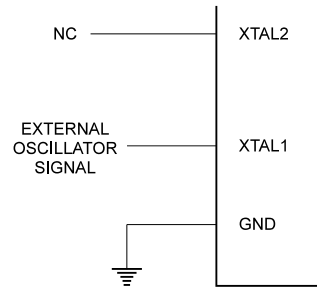 NC
XTAL2
EXTERNAL
OSCILLATOR
SIGNAL
XTAL1
GND